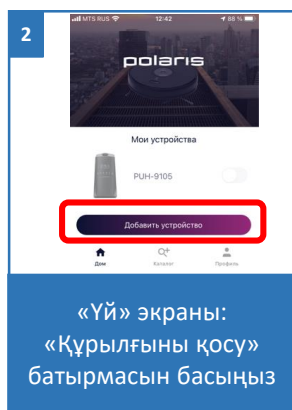 2
MTS RUS 12:42 88 %
polaris
Мои устройства
PUH-9105
Добавить устройство
Дом Каталог Профиль
«Үй» экраны:
«Құрылғыны қосу»
батырмасын басыңыз